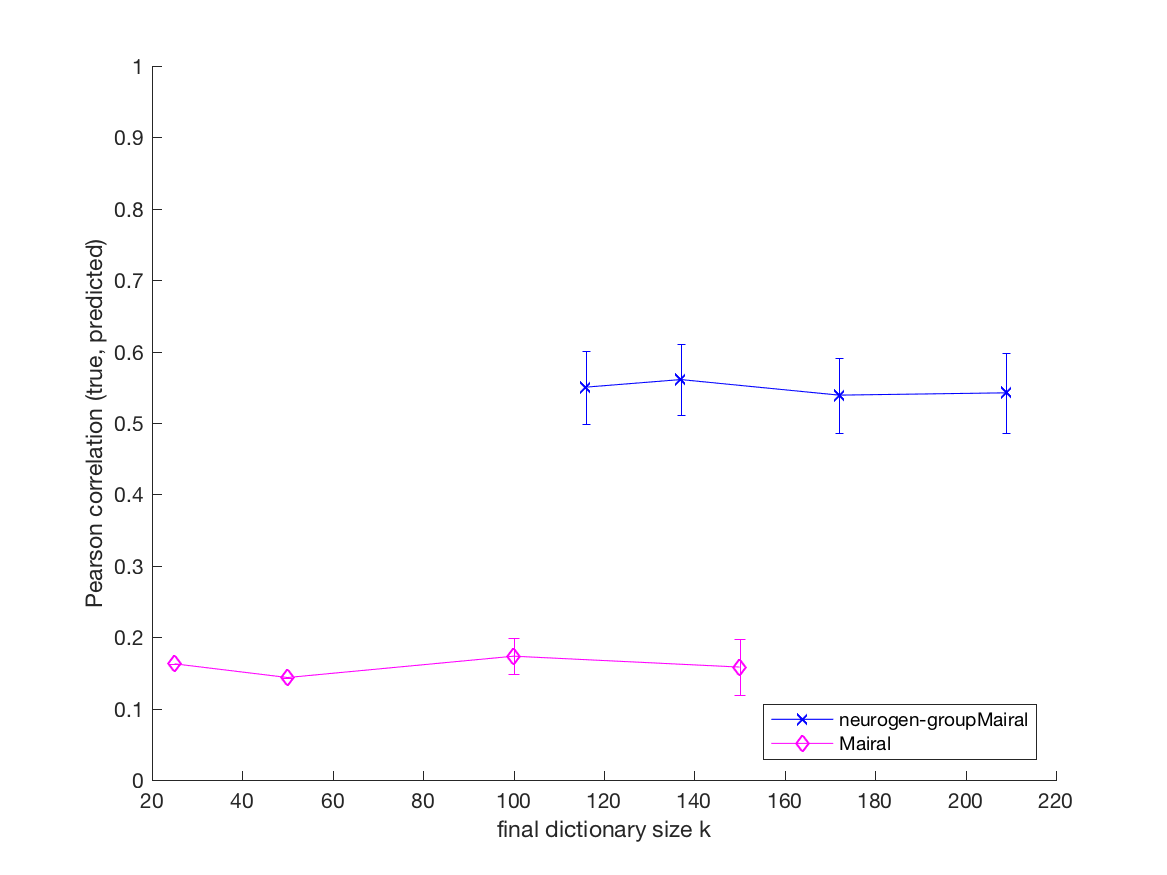 1
0.9
0.8
0.7
0.6
0.5
0.4
0.3
0.2
0.1
0
Pearson correlation (true, predicted)
20 40 60 80 100 120 140 160 180 200 220
final dictionary size k
neurogen-groupMairal
Mairal